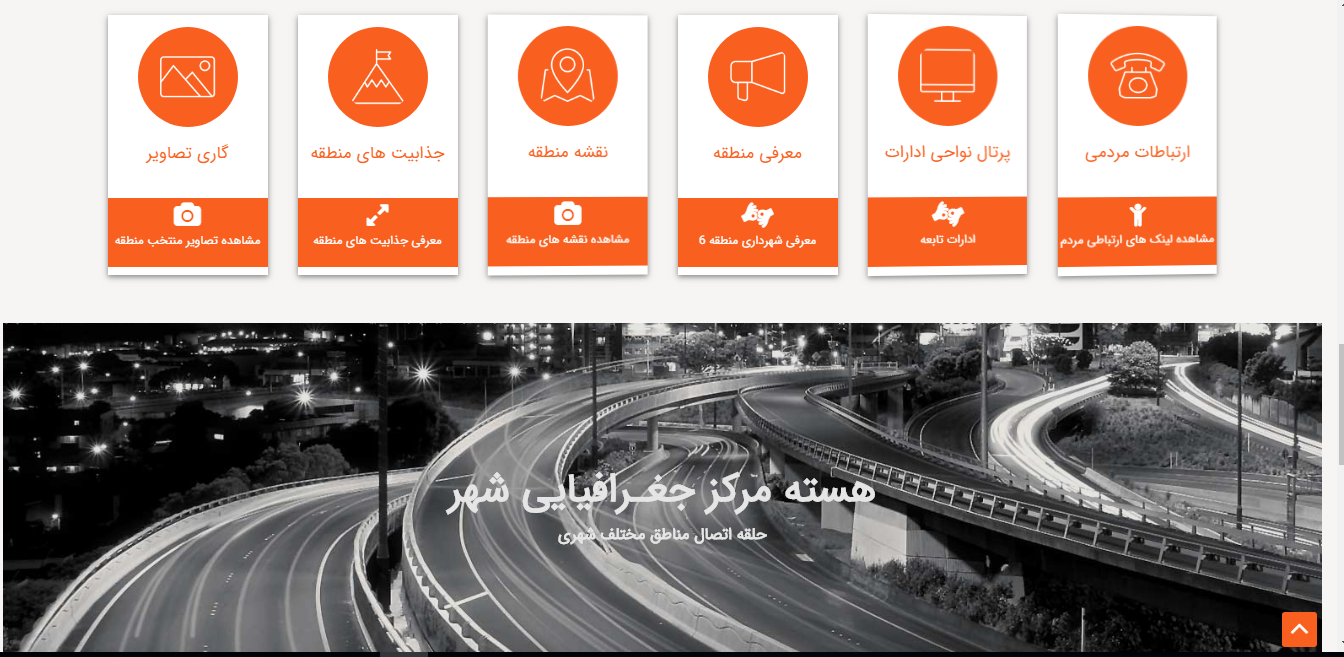 ارتباطات مردمی
مشاهده لینک های ارتباطی مردم
پرتال نواحی ادارات
ادارات تابعه
معرفی منطقه
معرفی شهرداری منطقه 6
نقشه منطقه
مشاهده نقشه های منطقه
جذابیت های منطقه
معرفی جذابیت های منطقه
گاری تصاویر
مشاهده تصاویر منتخب منطقه
هسته مرکز جغـرافیایی شهر
حلقه اتصال مناطق مختلف شهری